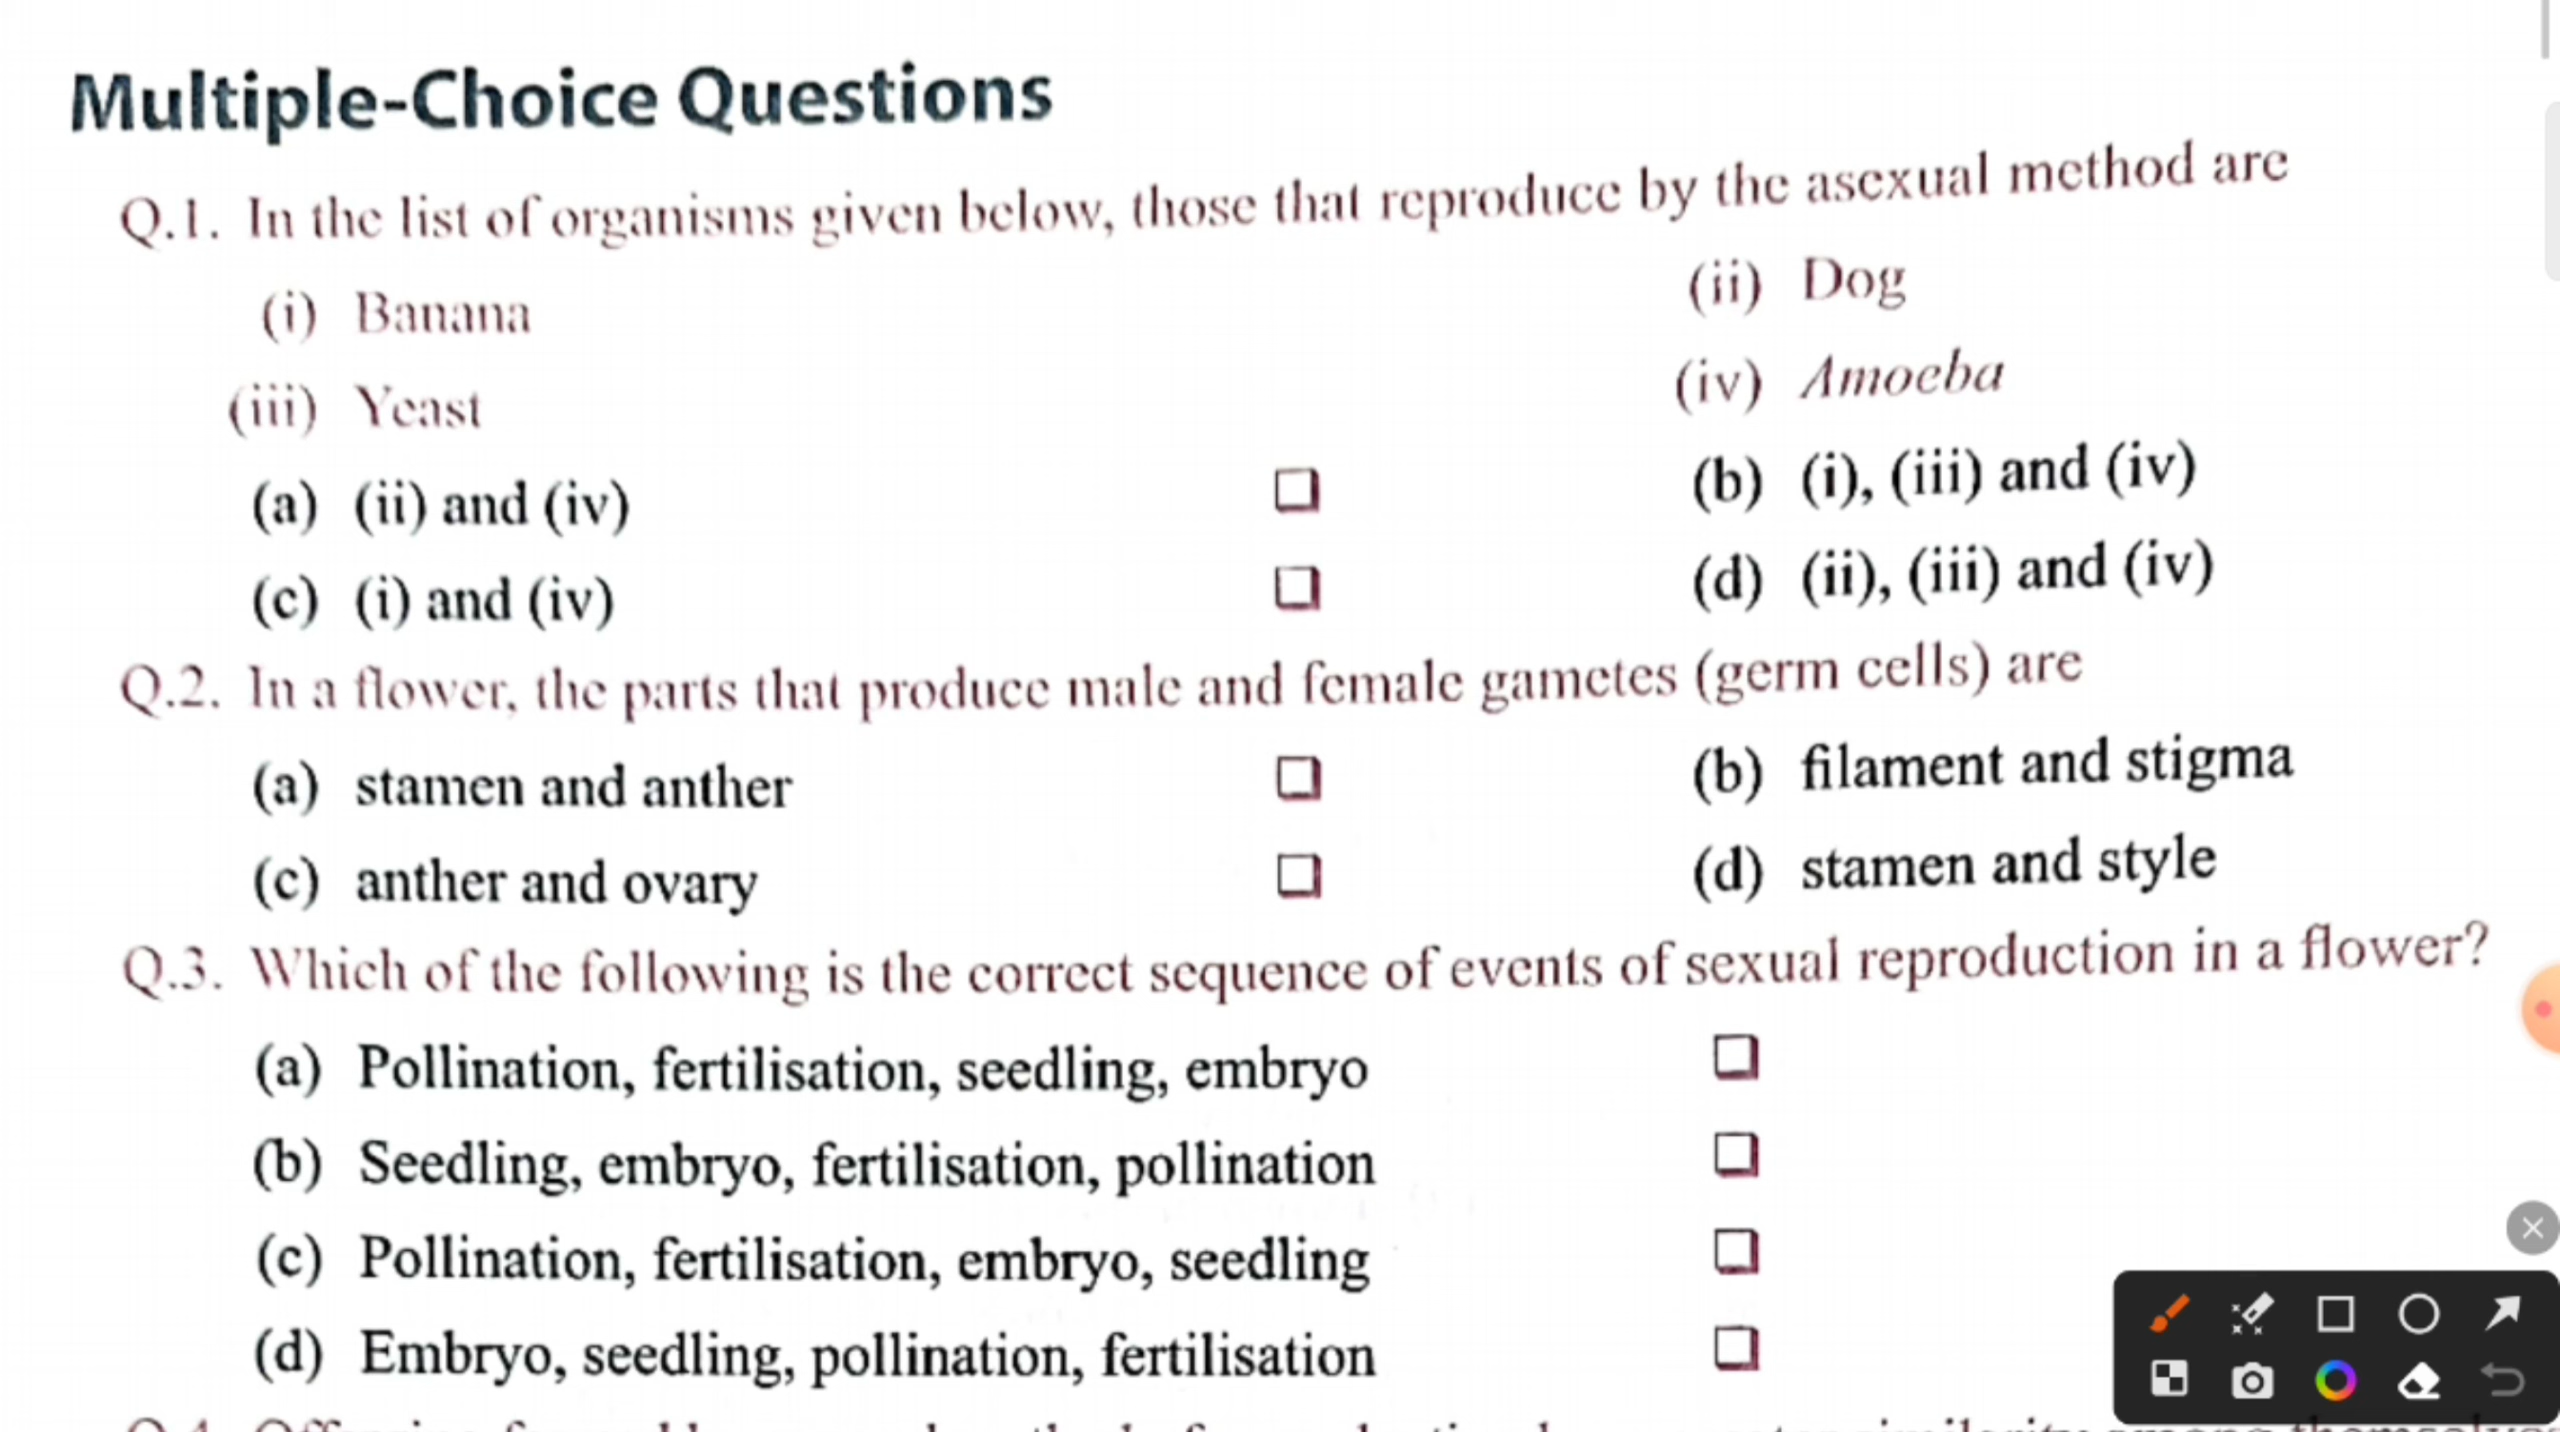 Multiple-Choice Questions
Q.1. In the list of organisms given below, those that reproduce by the asexual method are
(i) Banana (ii) Dog
(iii) Yeast (iv) Amoeba
(a) (ii) and (iv) (b) (i), (iii) and (iv)
(c) (i) and (iv) (d) (ii), (iii) and (iv)
Q.2. In a flower, the parts that produce male and female gametes (germ cells) are
(a) stamen and anther (b) filament and stigma
(c) anther and ovary (d) stamen and style
Q.3. Which of the following is the correct sequence of events of sexual reproduction in a flower?
(a) Pollination, fertilisation, seedling, embryo
(b) Seedling, embryo, fertilisation, pollination
(c) Pollination, fertilisation, embryo, seedling
(d) Embryo, seedling, pollination, fertilisation